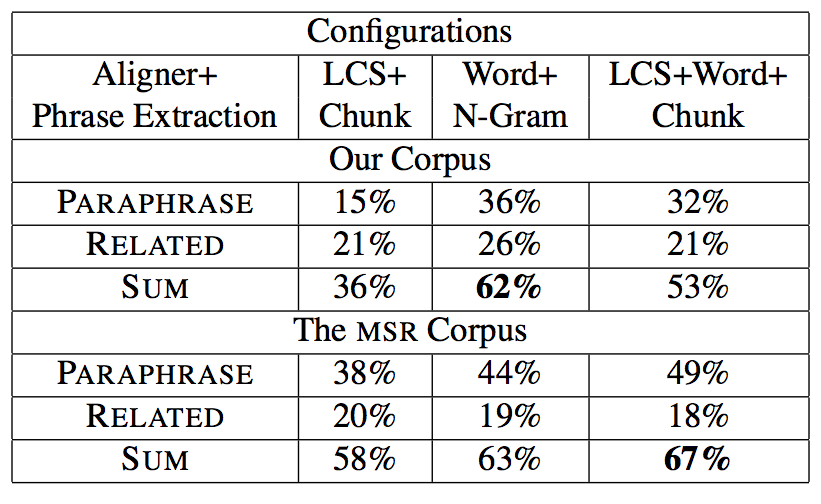 Configurations
Aligner+ LCS+ Word+ LCS+Word+
Phrase Extraction Chunk N-Gram Chunk
Our Corpus
PARAPHRASE 15% 36% 32%
RELATED 21% 26% 21%
SUM 36% 62% 53%
The MSR Corpus
PARAPHRASE 38% 44% 49%
RELATED 20% 19% 18%
SUM 58% 63% 67%